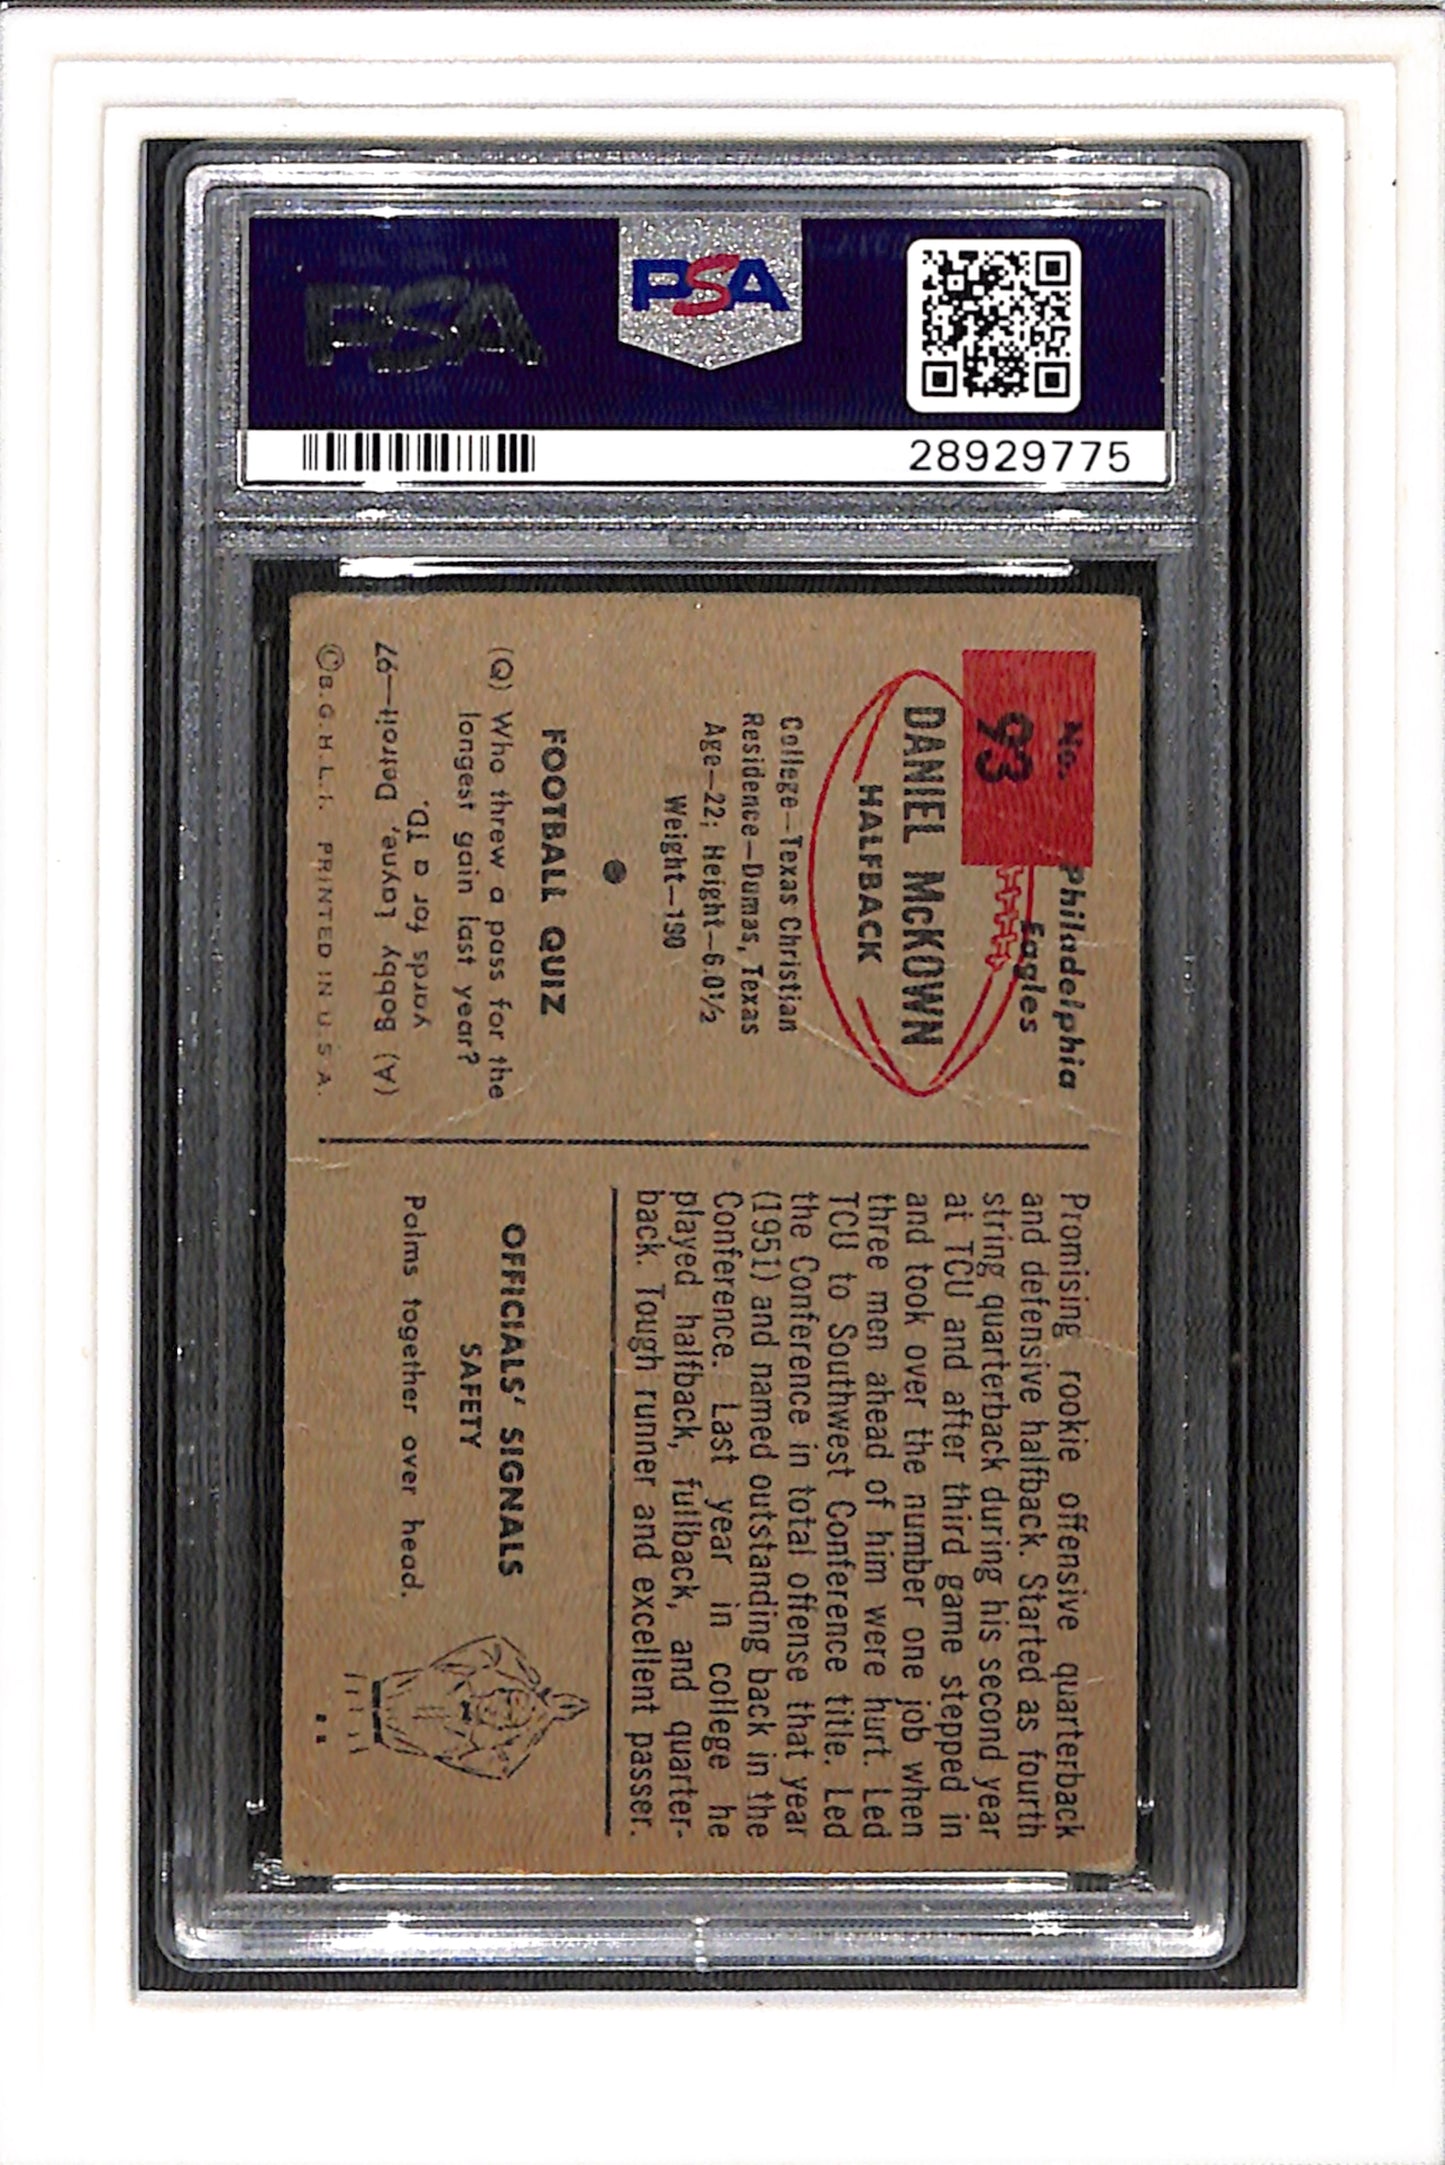 PSA
PSA
28929775
No.
93
Philadelphia
Eagles
DANIEL McKOWN
HALFBACK
College—Texas Christian
Residence—Dumas, Texas
Age—22; Height—6.0½
Weight—190
FOOTBALL QUIZ
(Q) Who threw a pass for the
longest gain last year?
(A) Bobby Layne, Detroit—97
yards for a TD.
©B.G.H.L.I. PRINTED IN U.S.A.
Promising rookie offensive quarterback
and defensive halfback. Started as fourth
string quarterback during his second year
at TCU and after third game stepped in
and took over the number one job when
three men ahead of him were hurt. Led
TCU to Southwest Conference title. Led
the Conference in total offense that year
(1951) and named outstanding back in the
Conference. Last year in college he
played halfback, fullback, and quarter-
back. Tough runner and excellent passer.
OFFICIALS' SIGNALS
SAFETY
Palms together over head.